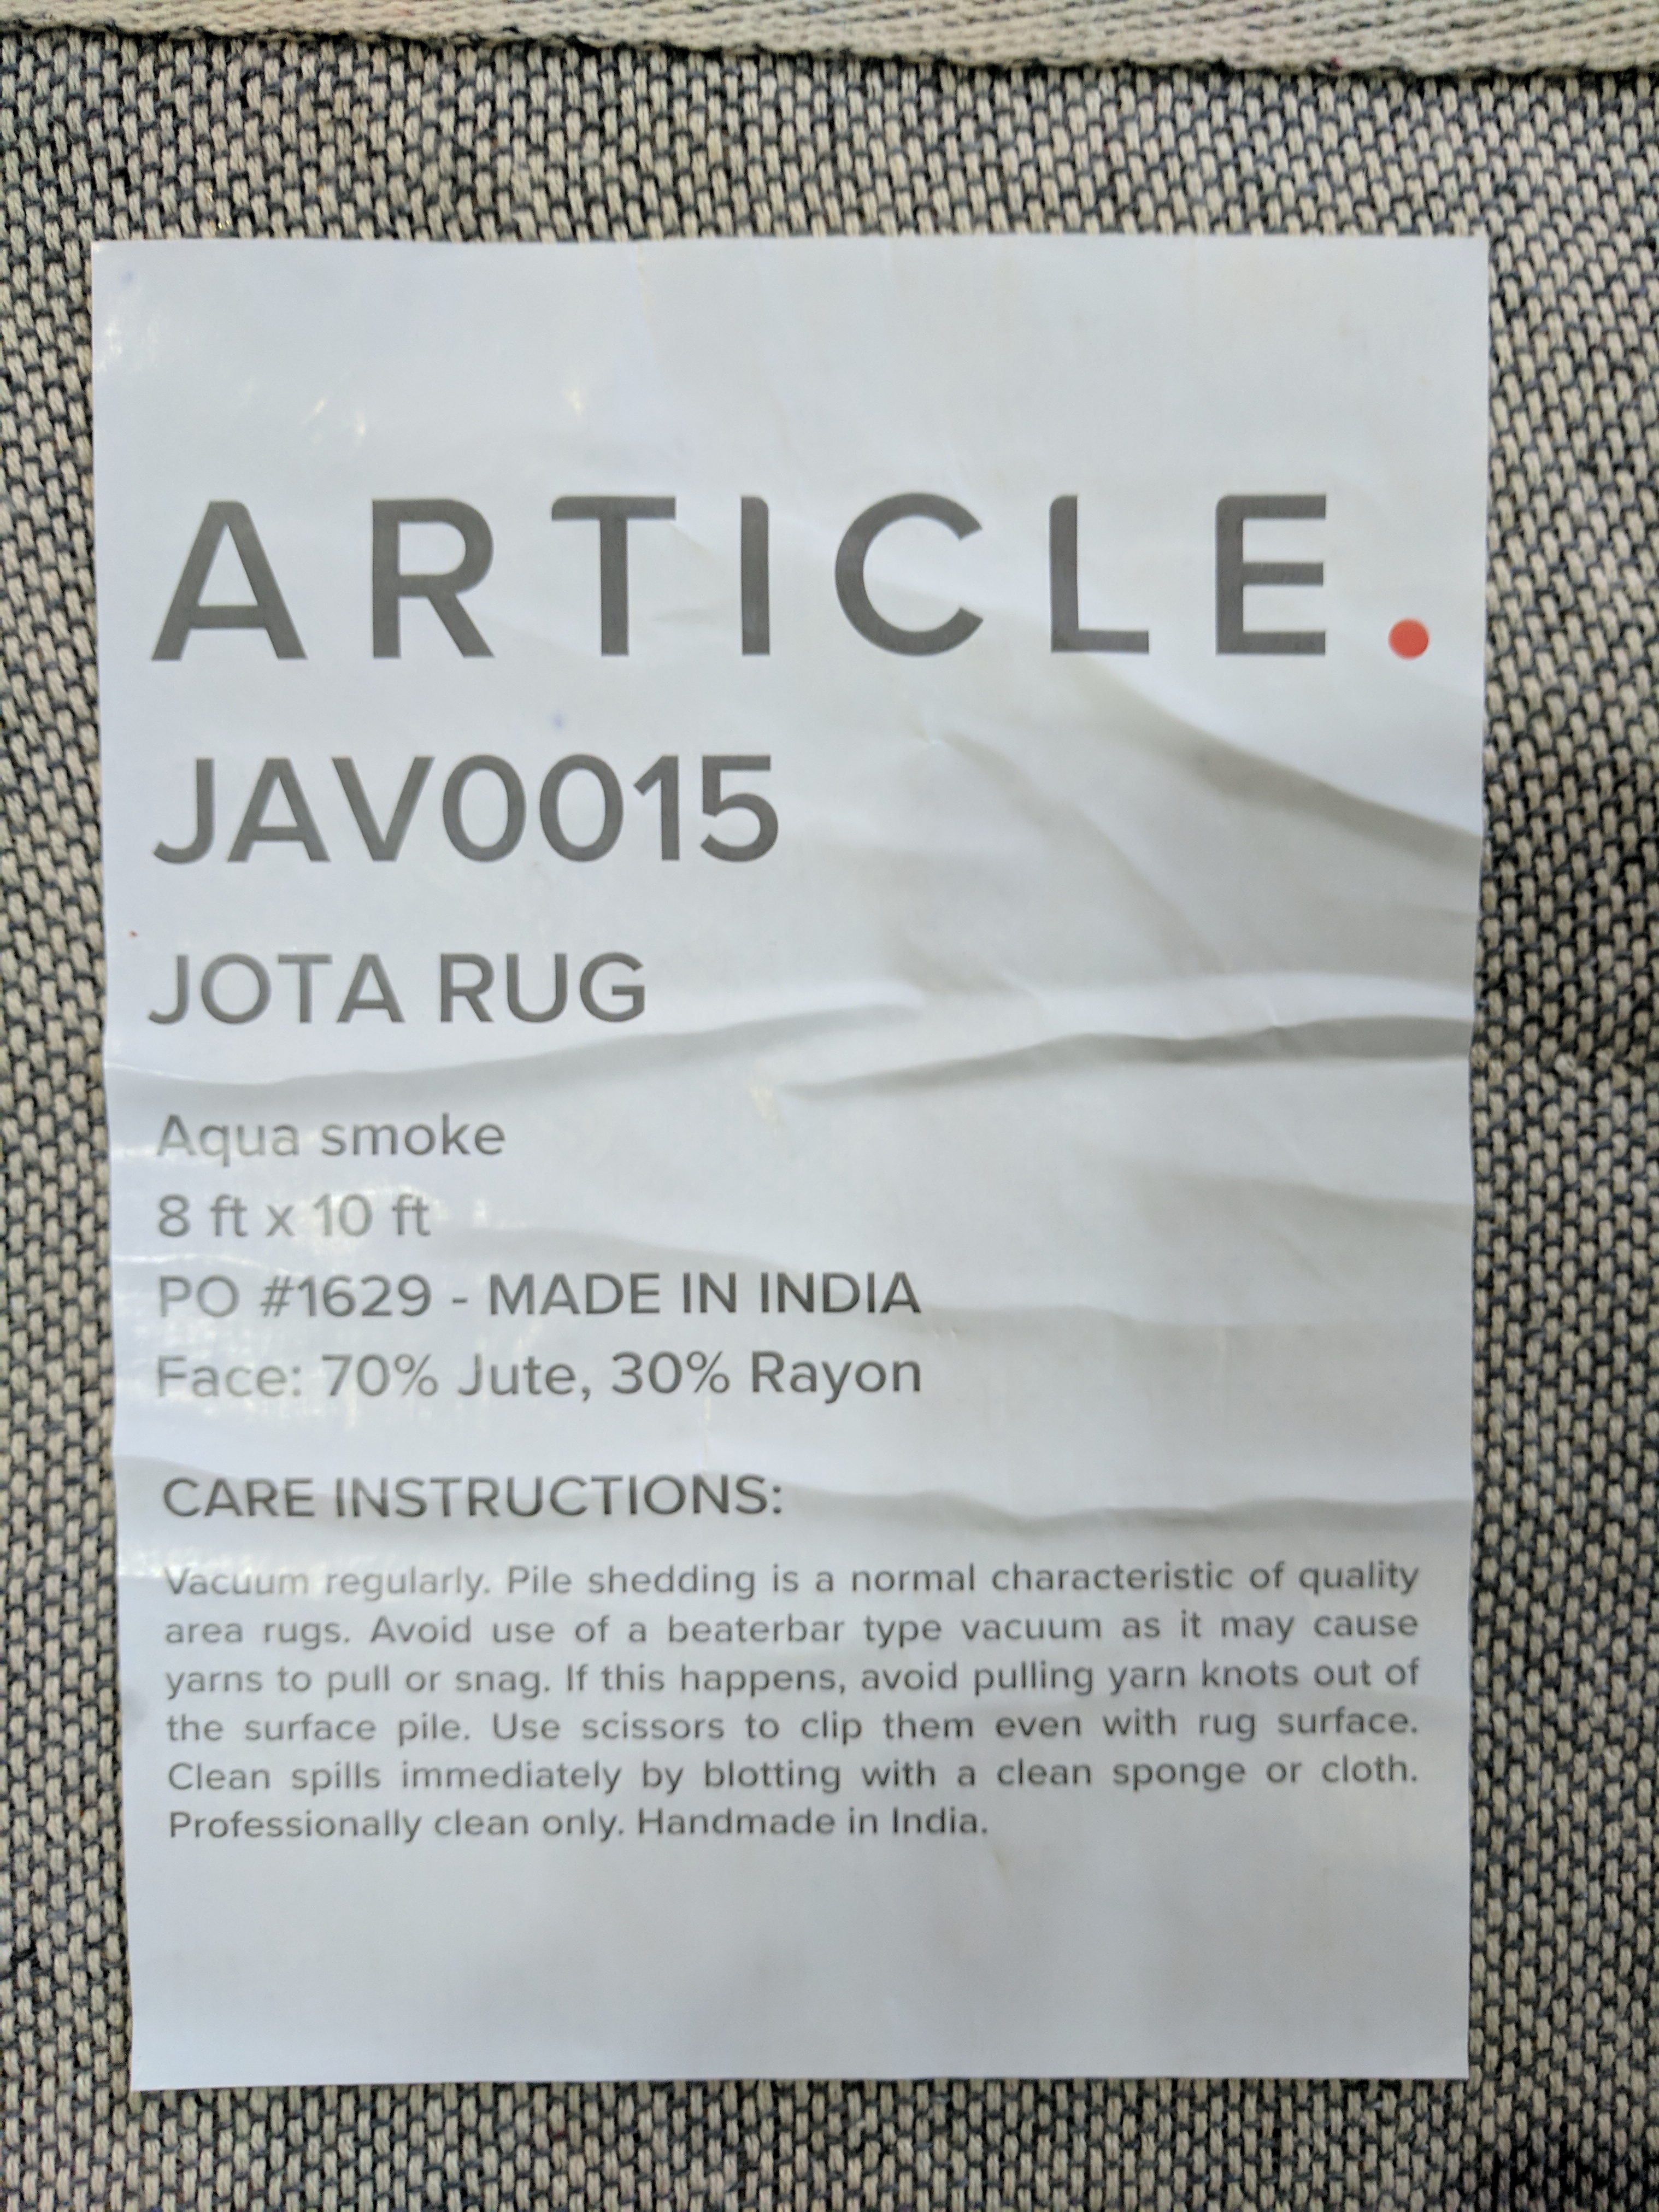 ARTICLE.
JAV0015
JOTA RUG
Aqua smoke
8 ft x 10 ft
PO #1629 - MADE IN INDIA
Face: 70% Jute, 30% Rayon
CARE INSTRUCTIONS:
Vacuum regularly. Pile shedding is a normal characteristic of quality
area rugs. Avoid use of a beaterbar type vacuum as it may cause
yarns to pull or snag. If this happens, avoid pulling yarn knots out of
the surface pile. Use scissors to clip them even with rug surface.
Clean spills immediately by blotting with a clean sponge or cloth.
Professionally clean only. Handmade in India.